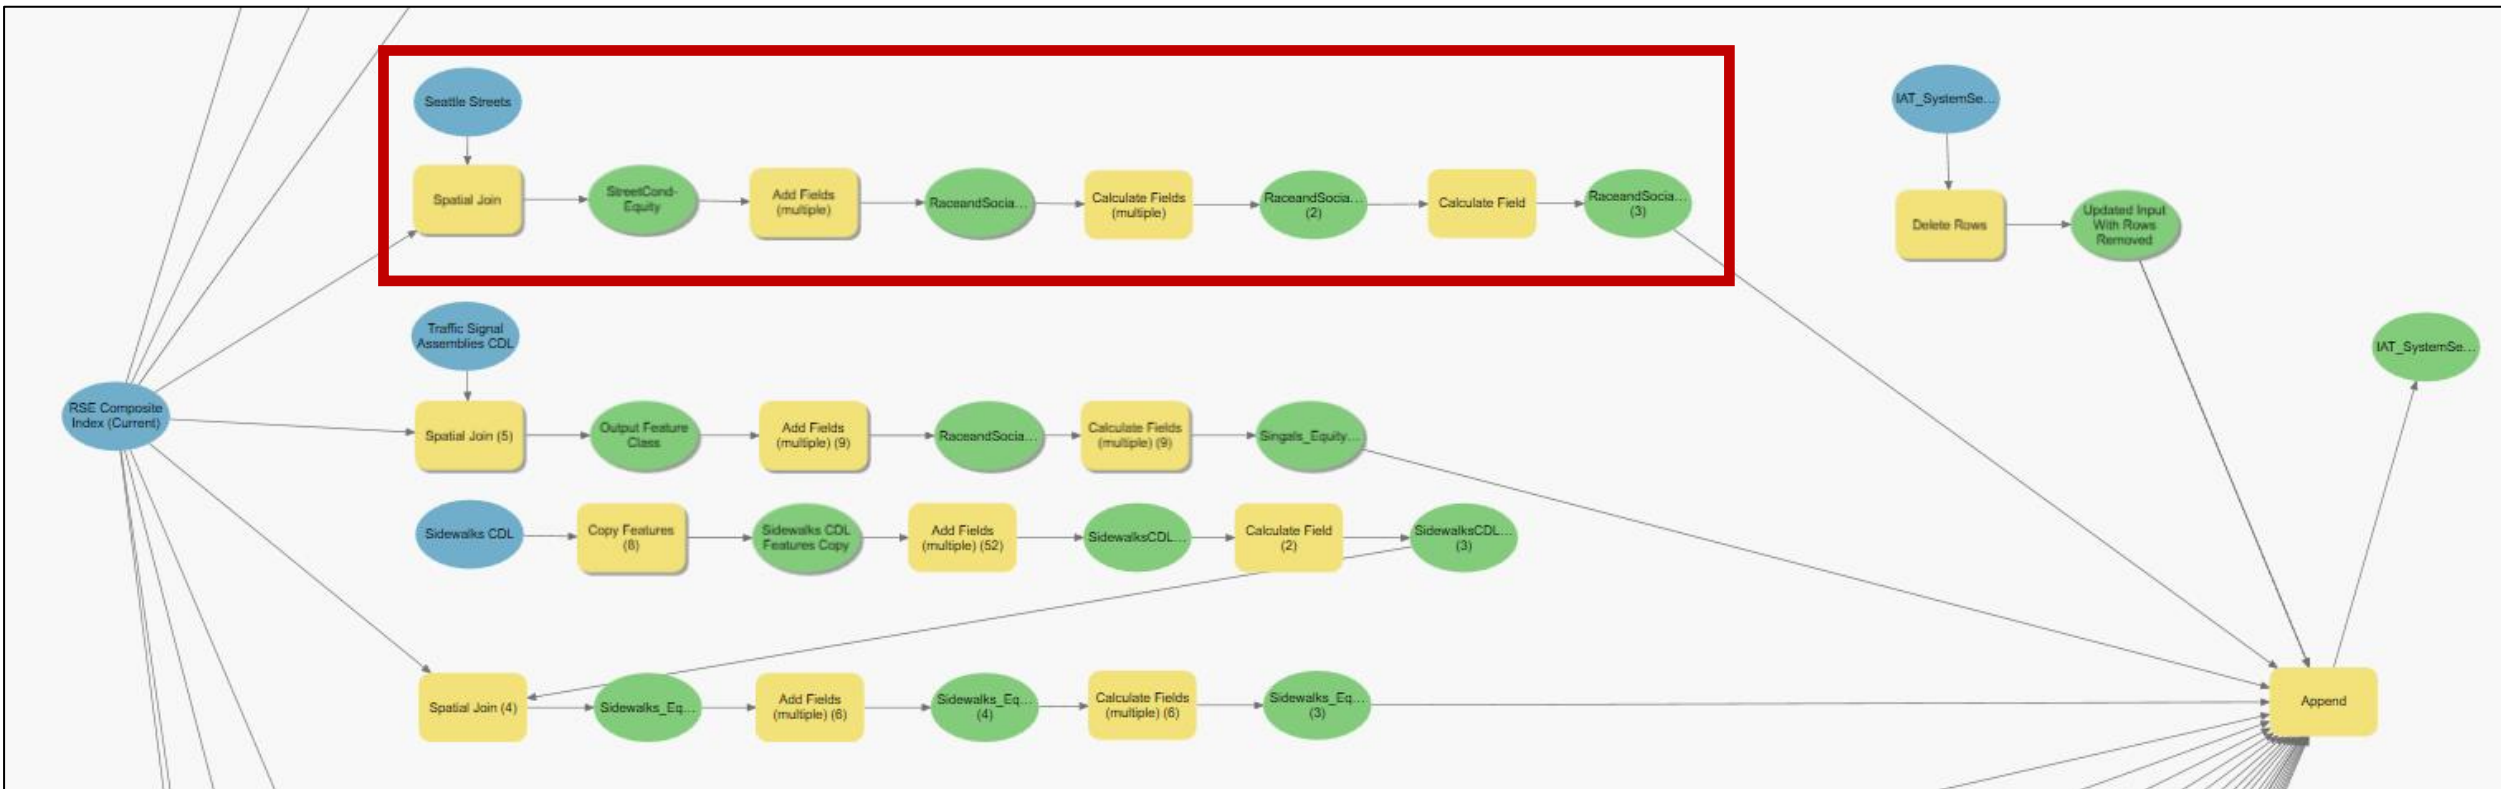 Seattle Streets
Spatial Join
StreetCond-
Equity
Add Fields
(multiple)
RaceandSocia...
Calculate Fields
(multiple)
RaceandSocia...
(2)
Calculate Field
RaceandSocia...
(3)
IAT_SystemSe...
Delete Rows
Updated Input
With Rows
Removed
IAT_SystemSe...
RSE Composite
Index (Current)
Traffic Signal
Assemblies CDL
Spatial Join (5)
Output Feature
Class
Add Fields
(multiple) (9)
RaceandSocia...
Calculate Fields
(multiple) (9)
Singals_Equity...
Sidewalks CDL
Copy Features
(8)
Sidewalks CDL
Features Copy
Add Fields
(multiple) (52)
SidewalksCDL...
Calculate Field
(2)
SidewalksCDL...
(3)
Spatial Join (4)
Sidewalks_Eq...
Add Fields
(multiple) (6)
Sidewalks_Eq...
(4)
Calculate Fields
(multiple) (6)
Sidewalks_Eq...
(3)
Append